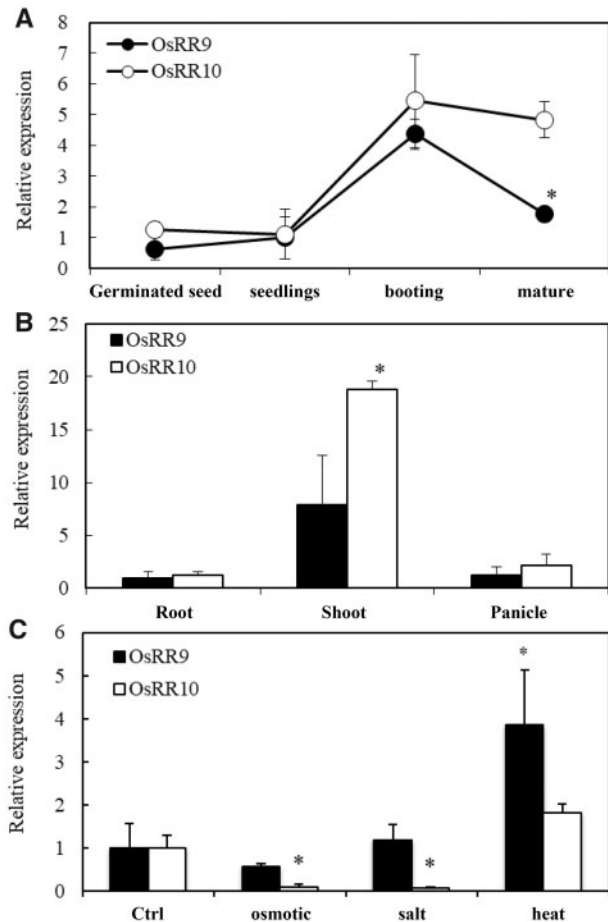 A
8
7
6
5
4
3
2
1
0
Relative expression
OsRR9
OsRR10
*
Germinated seed seedlings booting mature
B
25
20
15
10
5
0
Relative expression
OsRR9
OsRR10
*
Root Shoot Panicle
C
6
5
4
3
2
1
0
Relative expression
OsRR9
OsRR10
* * *
Ctrl osmotic salt heat